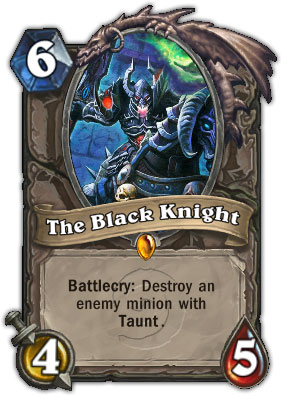 6
The Black Knight
Battlecry: Destroy an
enemy minion with
Taunt.
4
5